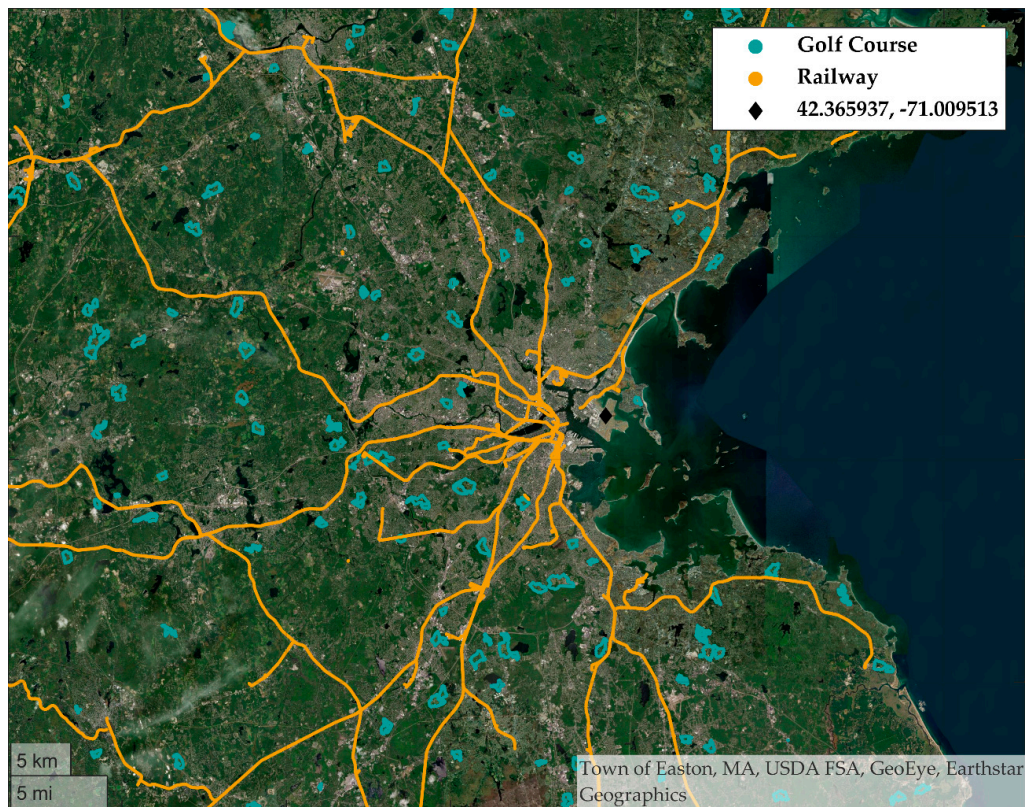 Golf Course
Railway
42.365937, -71.009513
5 km
5 mi
Town of Easton, MA, USDA FSA, GeoEye, Earthstar
Geographics